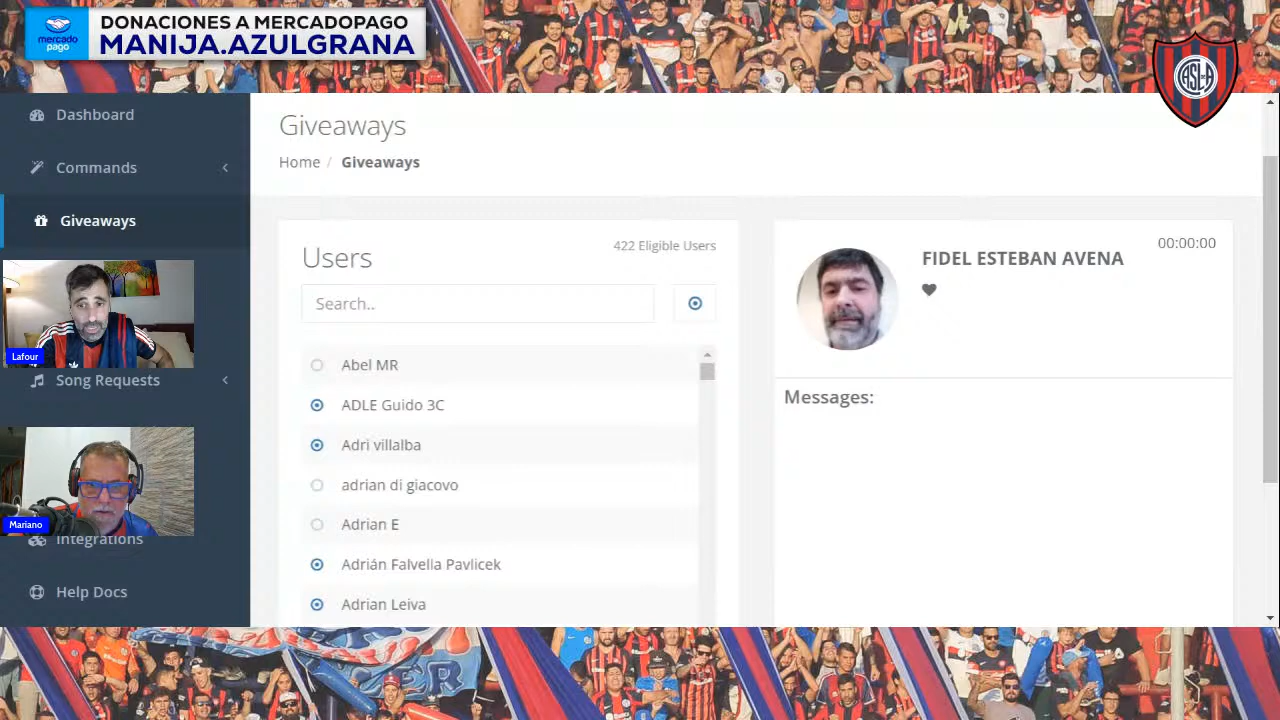 DONACIONES A MERCADOPAGO
mercado
pago
MANIJA.AZULGRANA
CASLA
Dashboard
Commands
Giveaways
Lafour
Song Requests
Mariano
Integrations
Help Docs
Giveaways
Home / Giveaways
Users
422 Eligible Users
Search..
Abel MR
ADLE Guido 3C
Adri villalba
adrian di giacovo
Adrian E
Adrián Falvella Pavlicek
Adrian Leiva
00:00:00
FIDEL ESTEBAN AVENA
Messages: